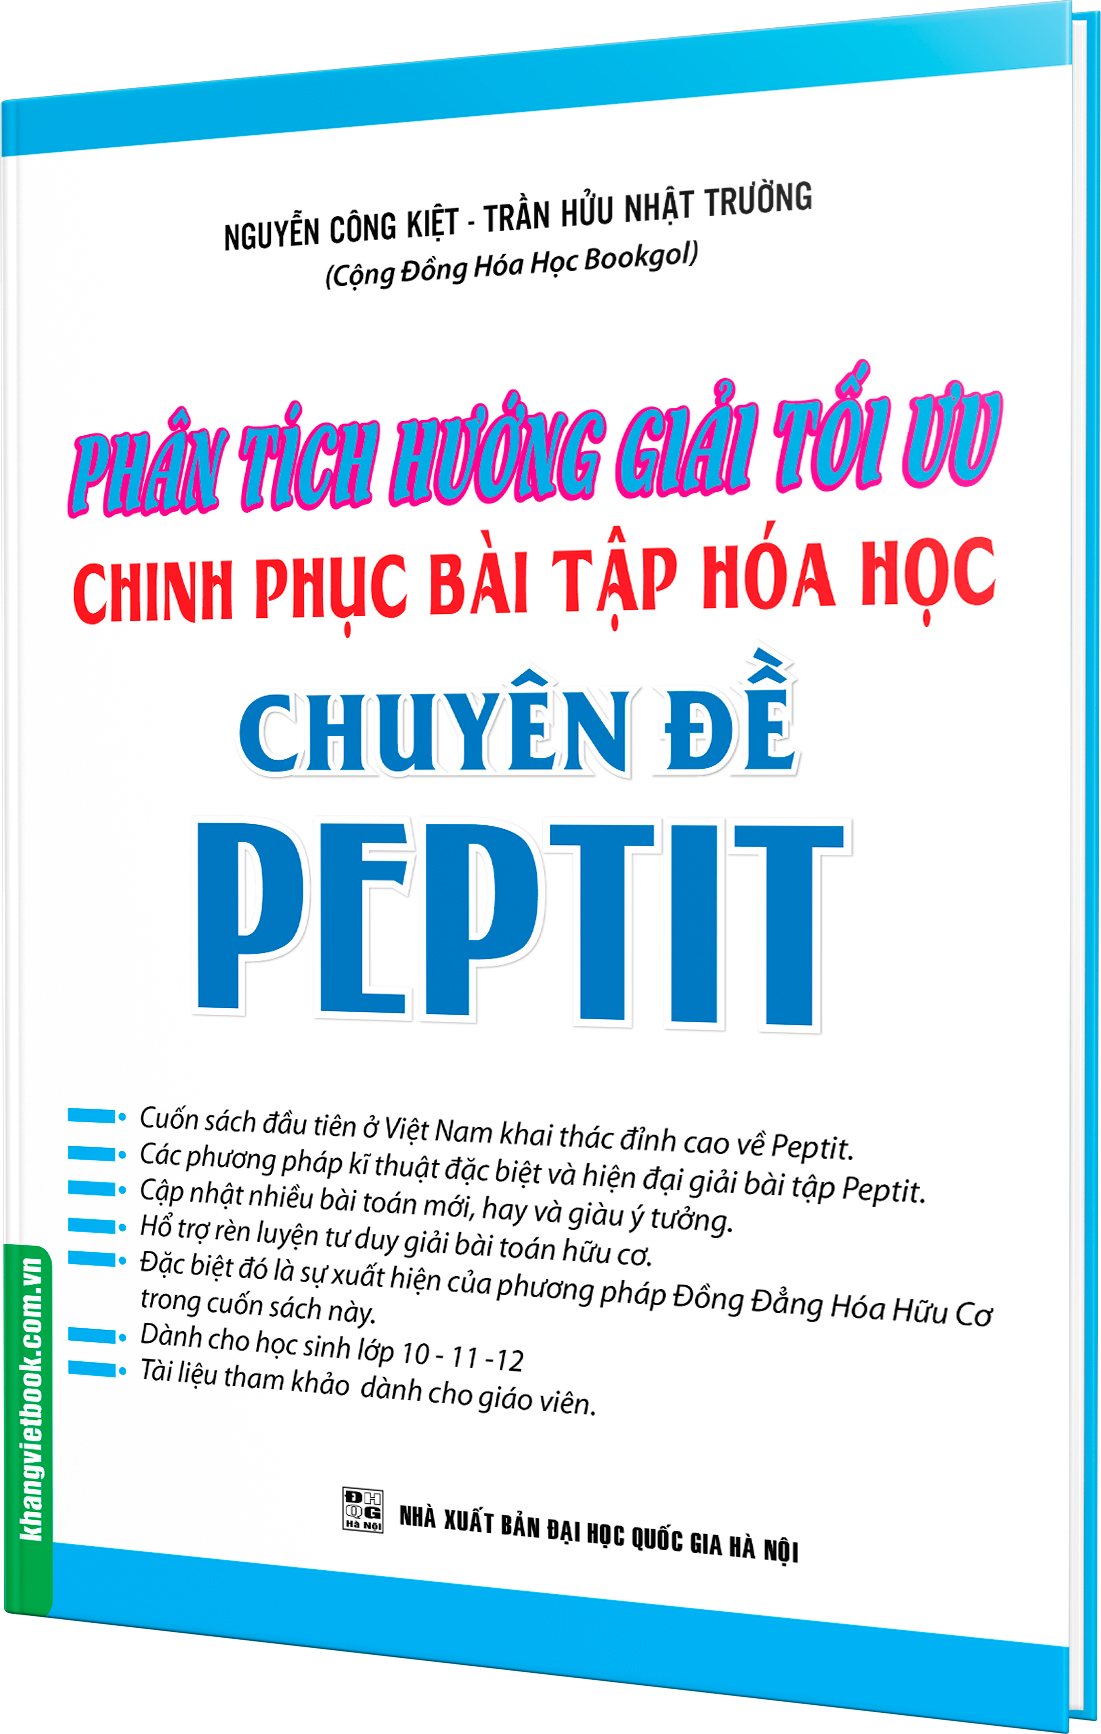 NGUYỄN CÔNG KIỆT - TRẦN HỬU NHẬT TRƯỜNG
(Cộng Đồng Hóa Học Bookgol)
PHÂN TÍCH HƯỚNG GIẢI TỐI ƯU
CHINH PHỤC BÀI TẬP HÓA HỌC
CHUYÊN ĐỀ
PEPTIT
Cuốn sách đầu tiên ở Việt Nam khai thác đỉnh cao về Peptit.
Các phương pháp kĩ thuật đặc biệt và hiện đại giải bài tập Peptit.
Cập nhật nhiều bài toán mới, hay và giàu ý tưởng.
Hổ trợ rèn luyện tư duy giải bài toán hữu cơ.
Đặc biệt đó là sự xuất hiện của phương pháp Đồng Đẳng Hóa Hữu Cơ
trong cuốn sách này.
Dành cho học sinh lớp 10 - 11 -12
Tài liệu tham khảo dành cho giáo viên.
khangvietbook.com.vn
ĐH
QG
Hà Nội
NHÀ XUẤT BẢN ĐẠI HỌC QUỐC GIA HÀ NỘI